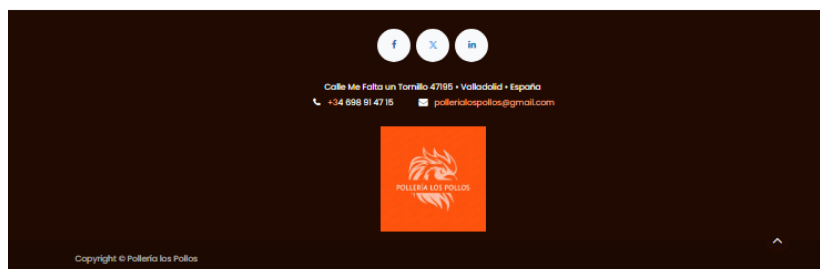 Calle Me Falta un Tornillo 47195 • Valladolid • España
+34 698 91 47 15 pollerialospollos@gmail.com
POLLERÍA LOS POLLOS
Copyright © Pollería los Pollos